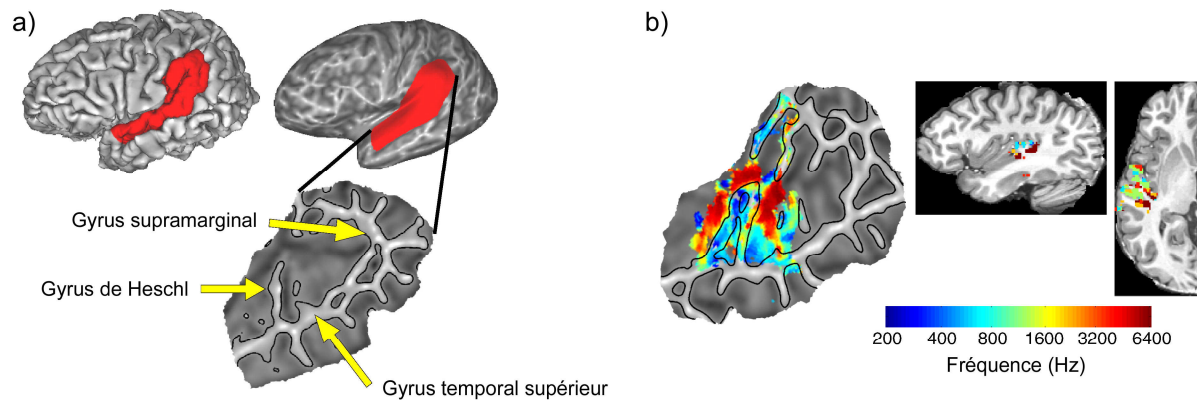 a)
Gyrus supramarginal
Gyrus de Heschl
Gyrus temporal supérieur
b)
200 400 800 1600 3200 6400
Fréquence (Hz)